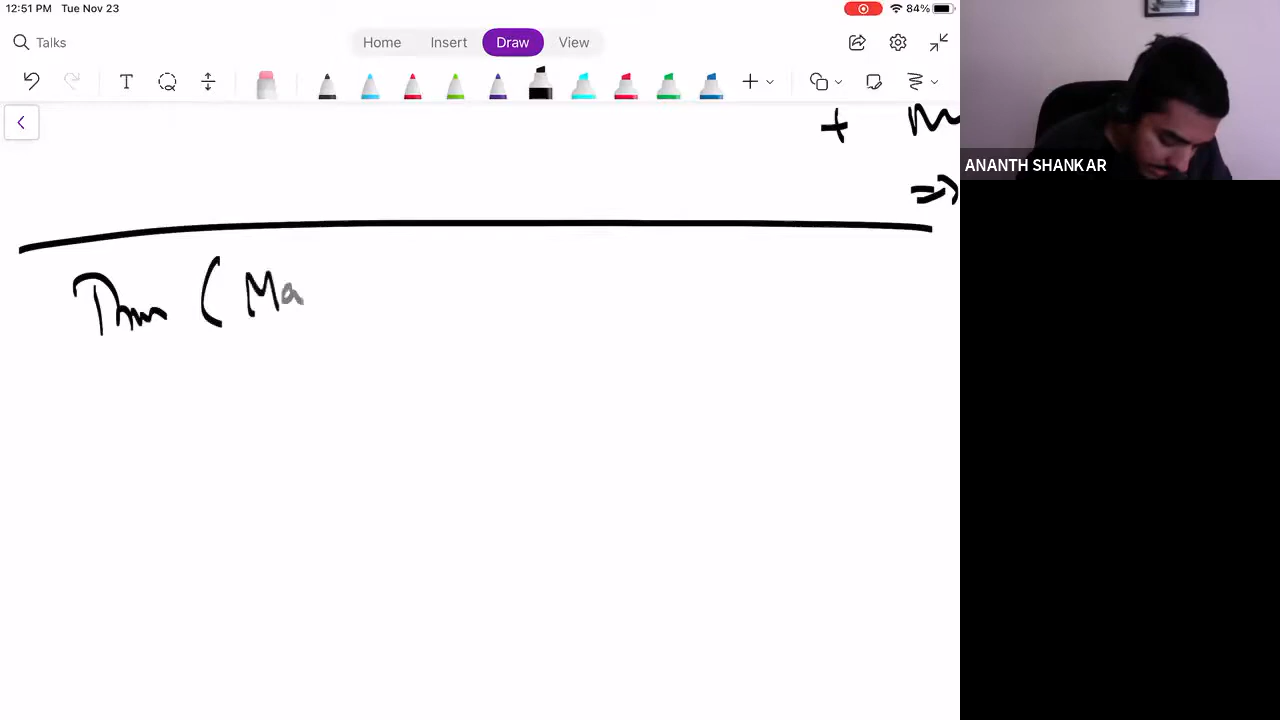 12:51 PM Tue Nov 23
84%
Talks
Home Insert Draw View
+ m
ANANTH SHANKAR
=>
Thm ( Ma